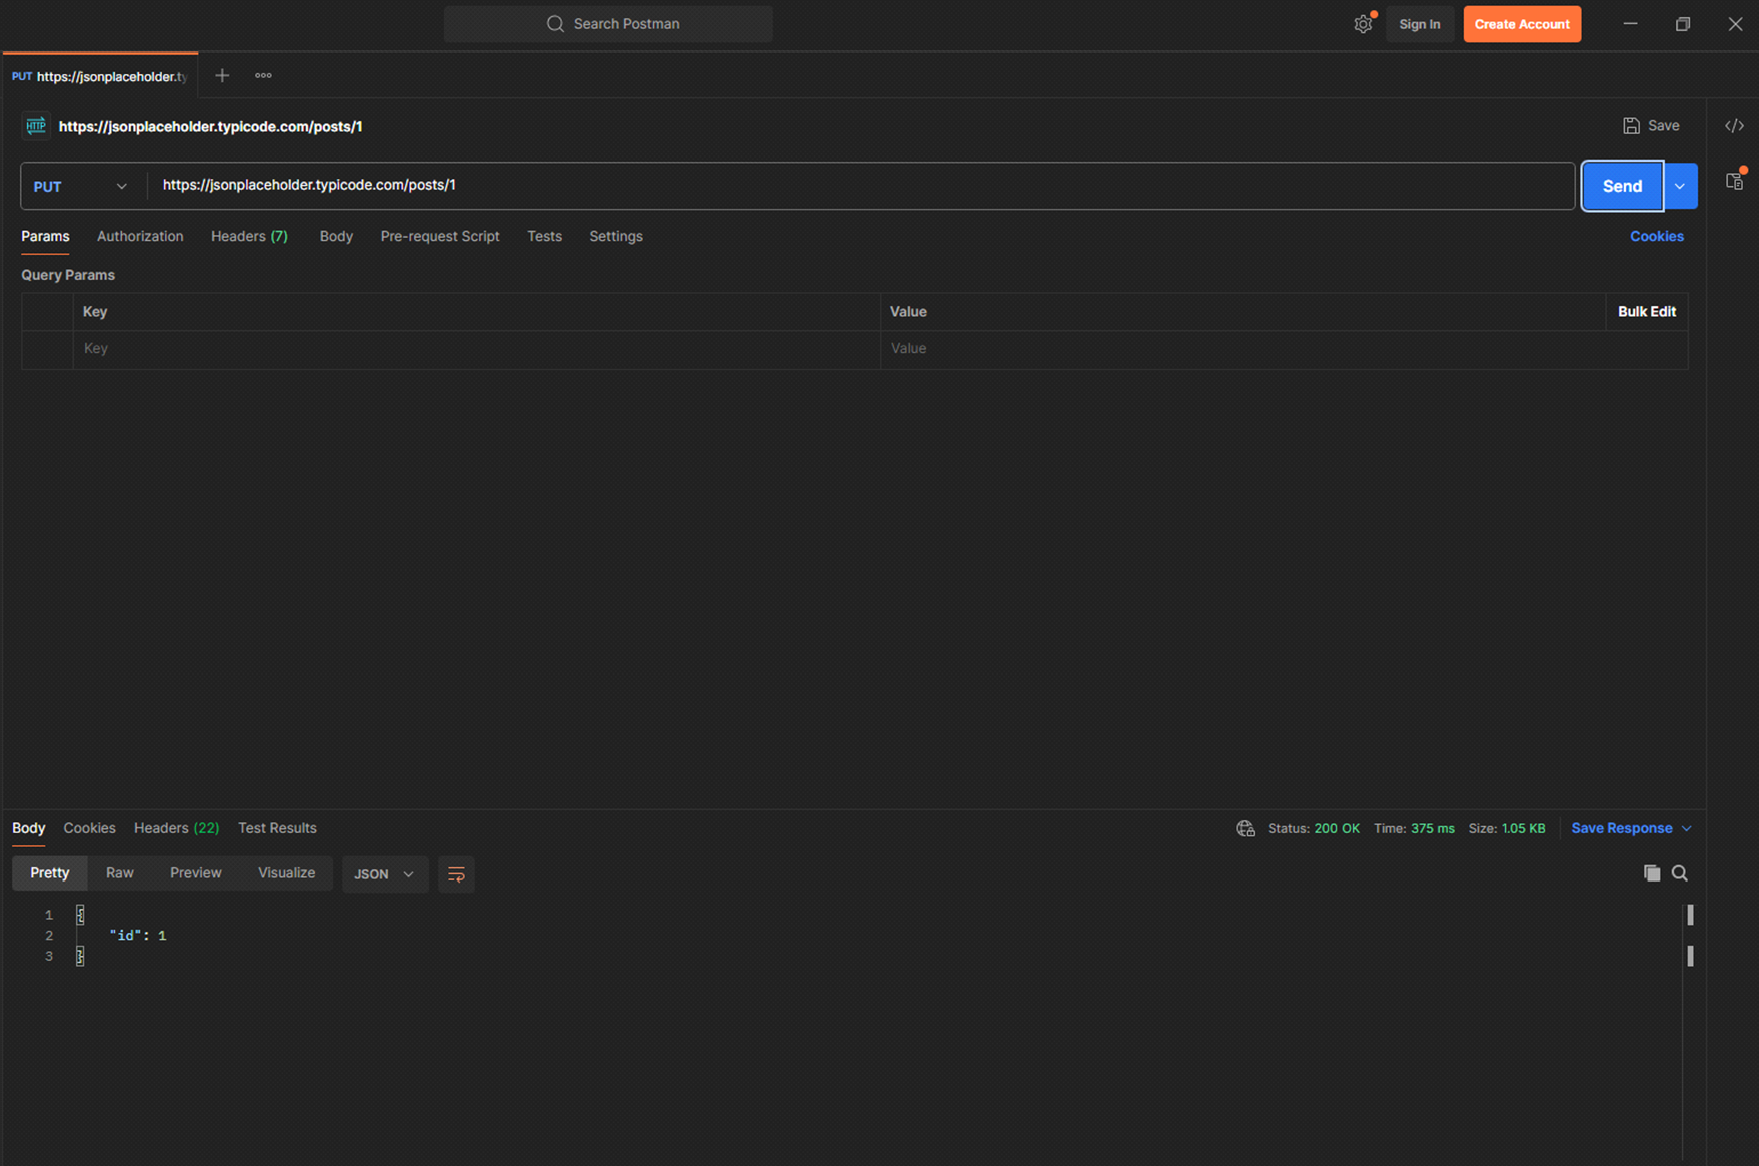 Search Postman
Sign In
Create Account
PUT https://jsonplaceholder.ty
HTTP https://jsonplaceholder.typicode.com/posts/1
Save
</>
PUT https://jsonplaceholder.typicode.com/posts/1
Send
Params Authorization Headers (7) Body Pre-request Script Tests Settings Cookies
Query Params
Key Value Bulk Edit
Key Value
Body Cookies Headers (22) Test Results Status: 200 OK Time: 375 ms Size: 1.05 KB Save Response
Pretty Raw Preview Visualize JSON
1 {
2 "id": 1
3 }